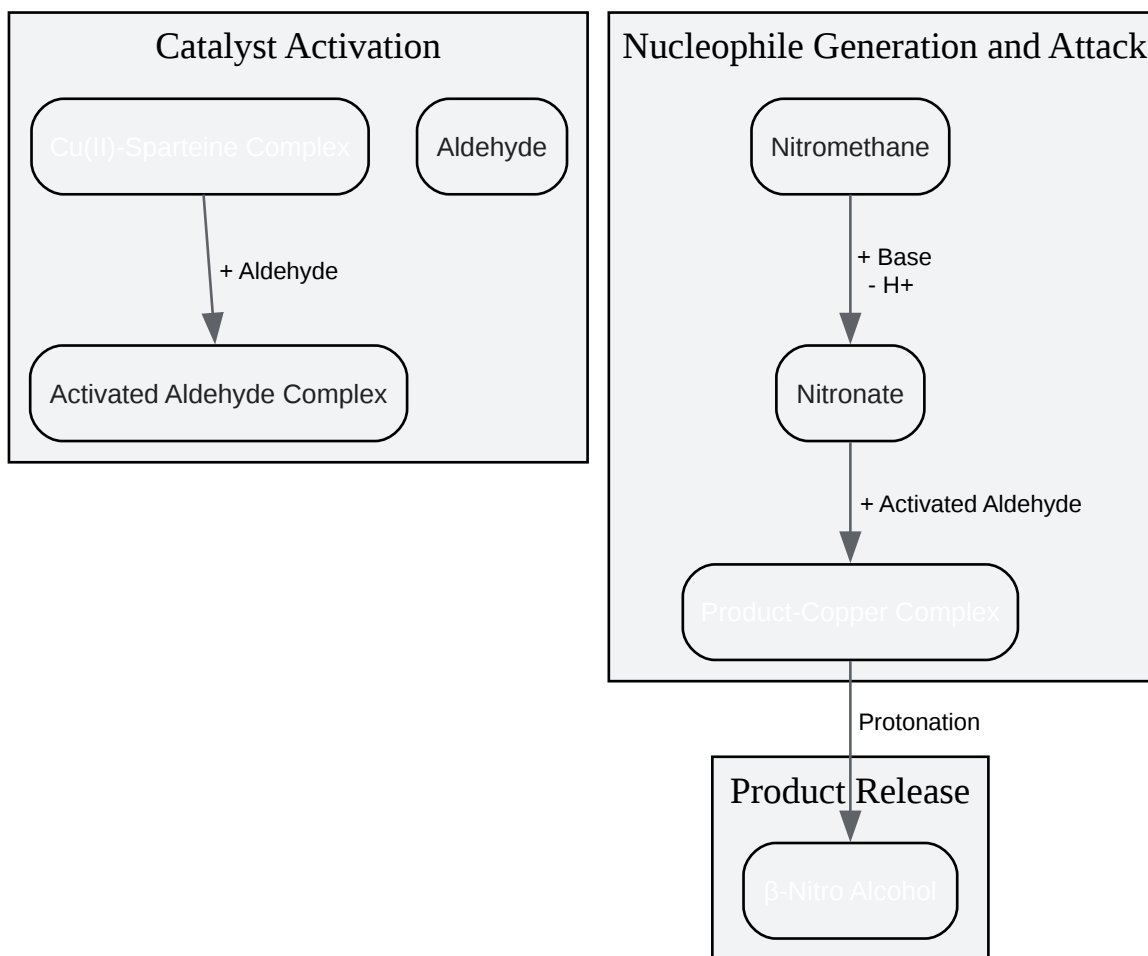 Catalyst Activation
Cu(II)-Sparteine Complex
Aldehyde
+ Aldehyde
Activated Aldehyde Complex
Nucleophile Generation and Attack
Nitromethane
+ Base
- H+
Nitronate
+ Activated Aldehyde
Product-Copper Complex
Protonation
Product Release
β-Nitro Alcohol